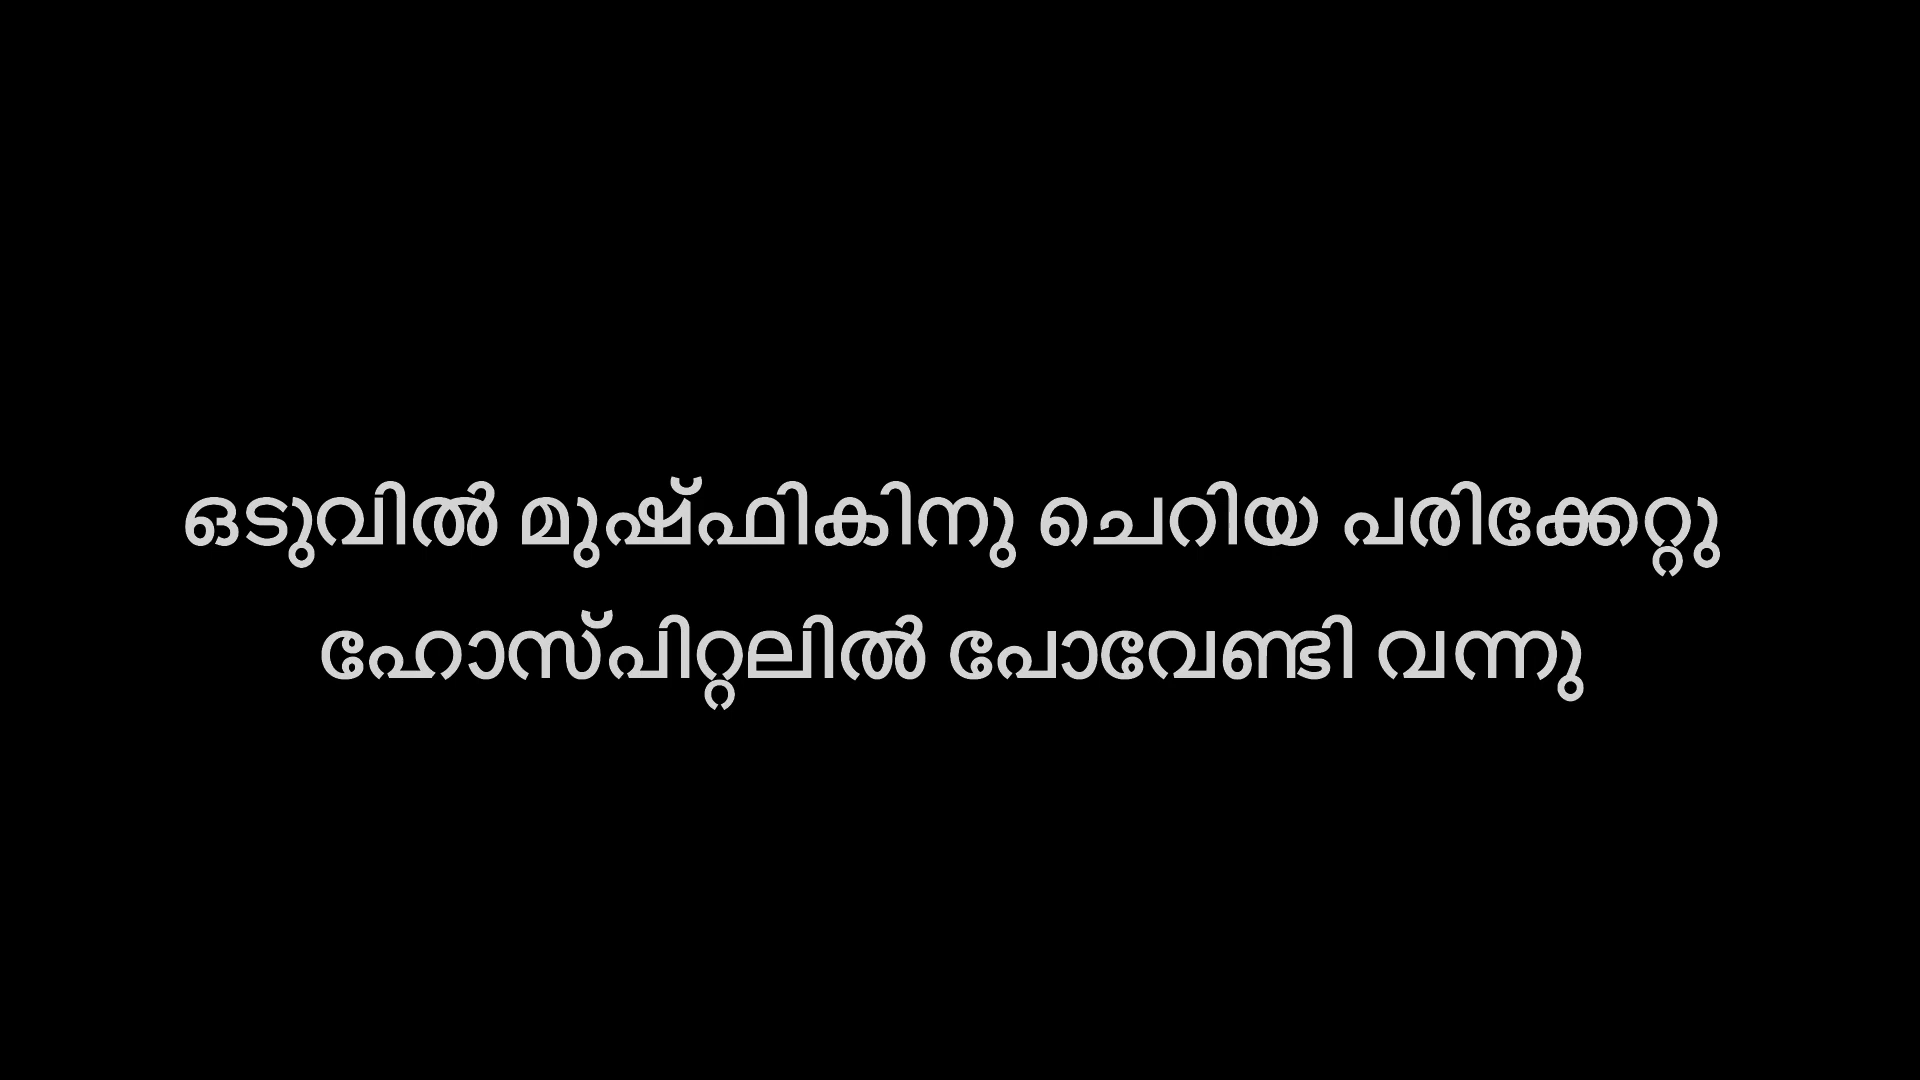 ഒടുവിൽ മുഷ്ഫികിനു ചെറിയ പരിക്കേറ്റു
ഹോസ്പിറ്റലിൽ പോവേണ്ടി വന്നു